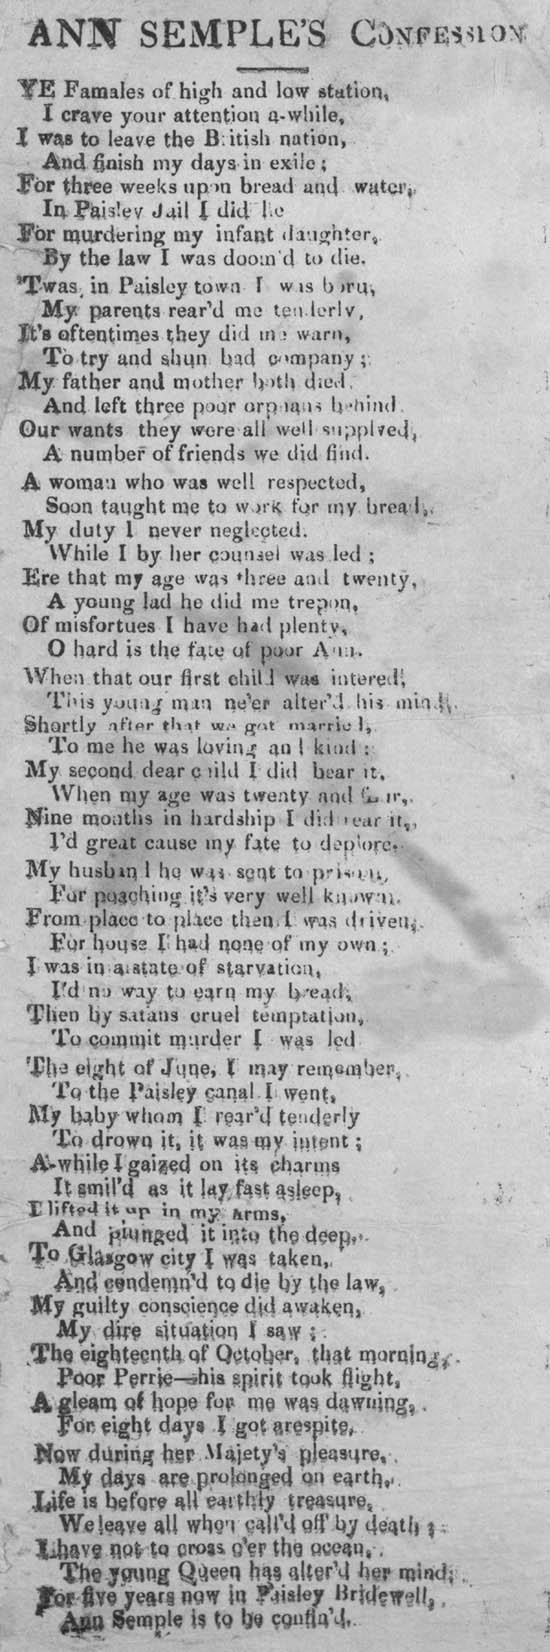 ANN SEMPLE'S CONFESSION
YE Famales of high and low station,
I crave your attention a-while,
I was to leave the British nation,
And finish my days in exile;
For three weeks upon bread and water,
In Paisley Jail I did lie
For murdering my infant daughter,
By the law I was doom'd to die.
'Twas, in Paisley town I was born,
My parents rear'd me tenderly,
It's oftentimes they did me warn,
To try and shun bad company;
My father and mother both died,
And left three poor orphans behind.
Our wants they were all well supplyed,
A number of friends we did find.
A woman who was well respected,
Soon taught me to work for my bread,
My duty I never neglected.
While I by her counsel was led;
Ere that my age was three and twenty,
A young lad he did me trepon,
Of misfortues I have had plenty,
O hard is the fate of poor Ann.
When that our first child was intered,
This young man ne'er alter'd his mind,
Shortly after that we got married,
To me he was loving and kind:
My second dear child I did bear it,
When my age was twenty and four,
Nine months in hardship I did rear it,
I'd great cause my fate to deplore.
My husband he was sent to prison,
For poaching it's very well known.
From place to place then I was driven,
For house I had none of my own;
I was in a state of starvation,
I'd no way to earn my bread,
Then by satans cruel temptation,
To commit murder I was led
The eight of June, I may remember,
To the Paisley canal I went,
My baby whom I rear'd tenderly
To drown it, it was my intent;
A-while I gaized on its charms
It smil'd as it lay fast asleep,
I lifted it up in my arms,
And plunged it into the deep.
To Glasgow city I was taken,
And condemn'd to die by the law,
My guilty conscience did awaken,
My dire situation I saw;
The eighteenth of October, that morning,
Poor Perrie—his spirit took flight,
A gleam of hope for me was dawning,
For eight days I got arespite,
Now during her Majety's pleasure,
My days are prolonged on earth,
Life is before all earthly treasure,
We leave all when call'd off by death;
I have not to cross o'er the ocean,
The young Queen has alter'd her mind,
For five years now in Paisley Bridewell,
Ann Semple is to be confin'd.